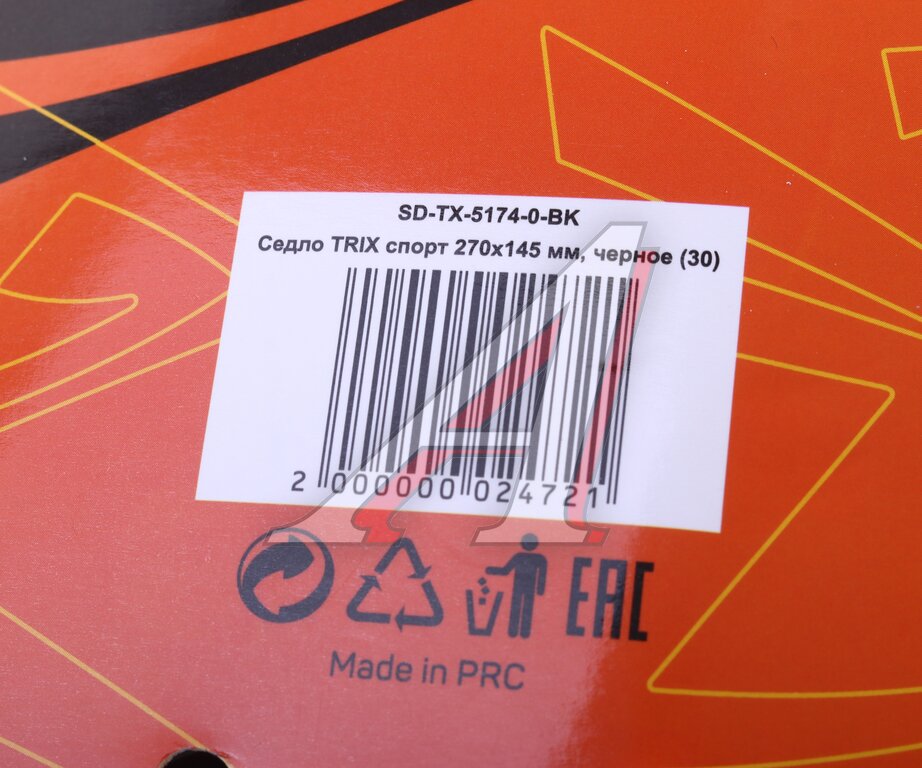 SD-TX-5174-0-BK
Седло TRIX спорт 270x145 мм, черное (30)
2 000000 024721
EAC
Made in PRC